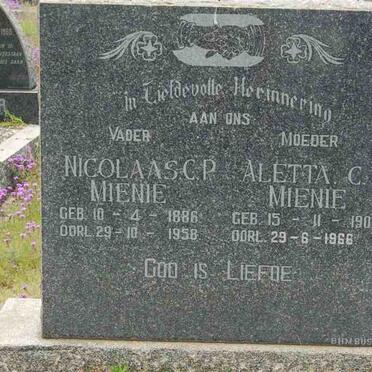 in Liefdevolle Herinnering
AAN ONS
VADER MOEDER
NICOLAAS C.P. ALETTA C.
MIENIE MIENIE
GEB. 10 - 4 - 1886 GEB. 15 - 11 - 190
OORL. 29 - 10 - 1958 OORL. 29 - 6 - 1966
GOD IS LIEFDE